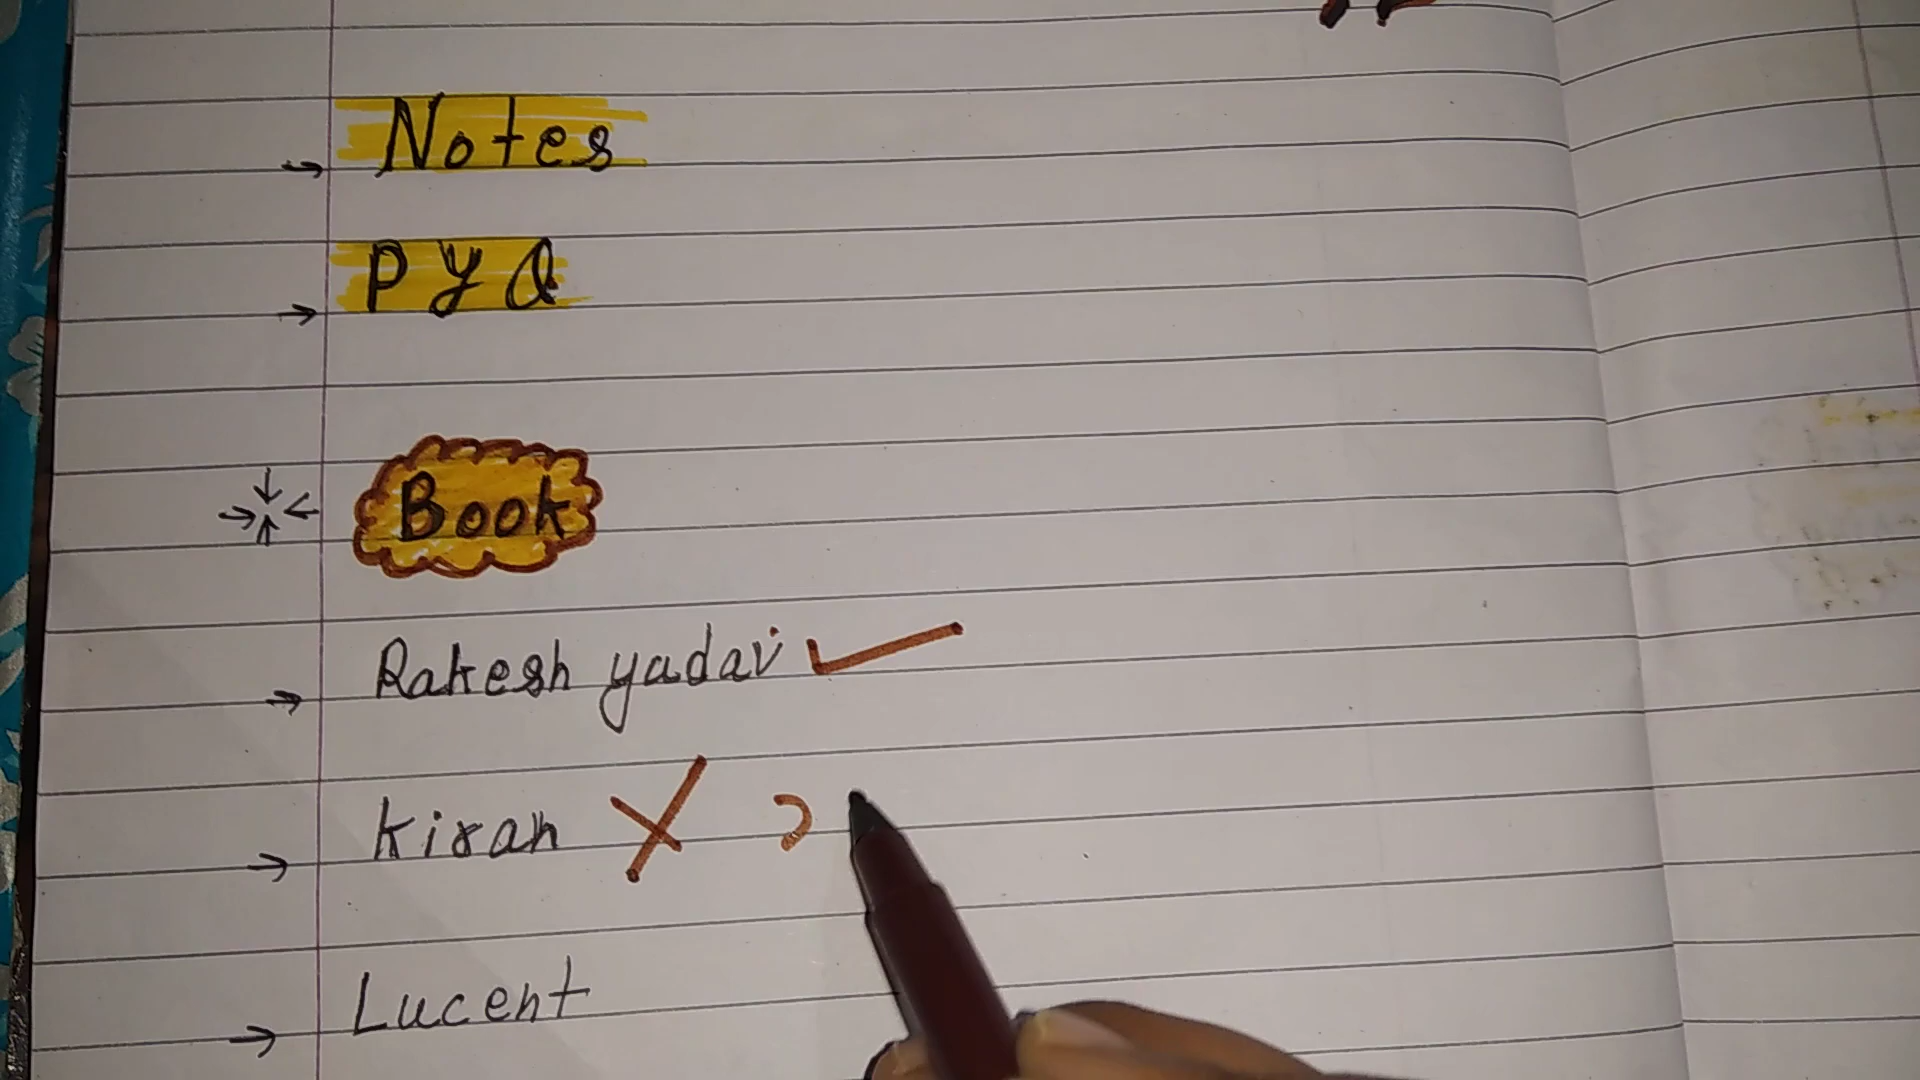 Notes
PYQ
Book
Rakesh yadav
Kiran
Lucent